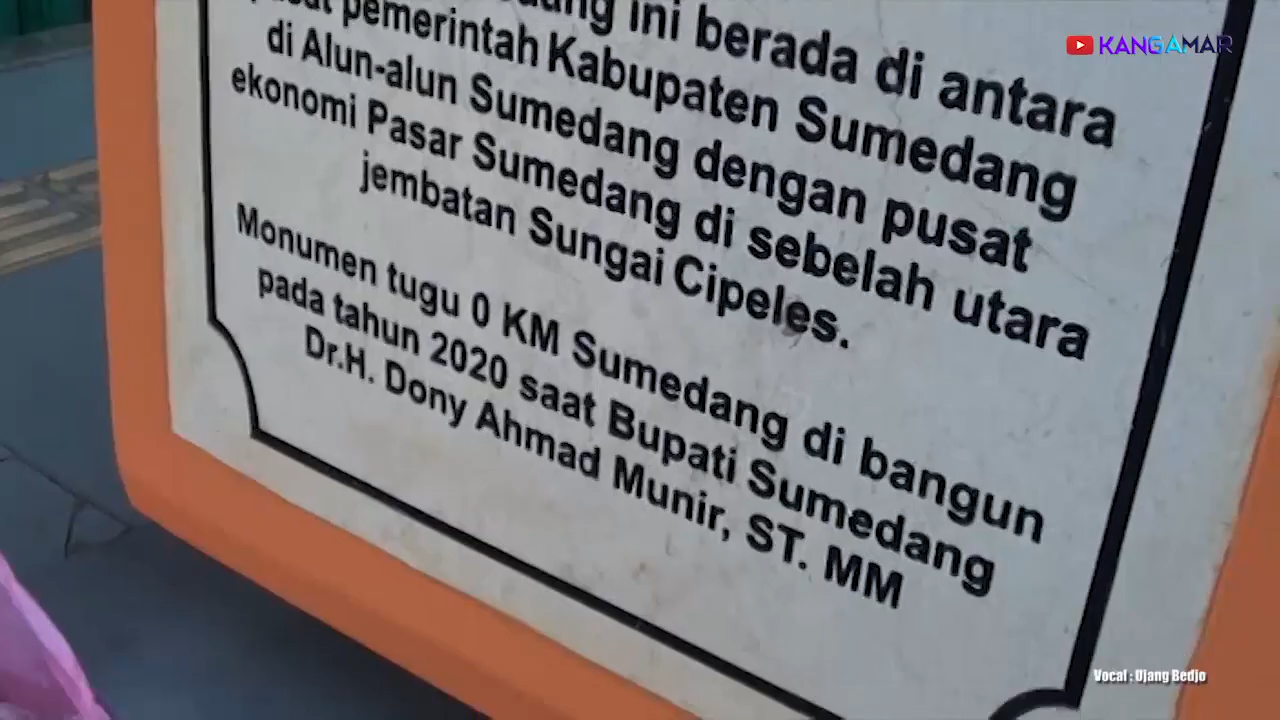 ini berada di antara
pemerintah Kabupaten Sumedang
di Alun-alun Sumedang dengan pusat
ekonomi Pasar Sumedang di sebelah utara
jembatan Sungai Cipeles.
Monumen tugu 0 KM Sumedang di bangun
pada tahun 2020 saat Bupati Sumedang
Dr.H. Dony Ahmad Munir, ST. MM
KANGAMAR
Vocal : Ujang Bedjo